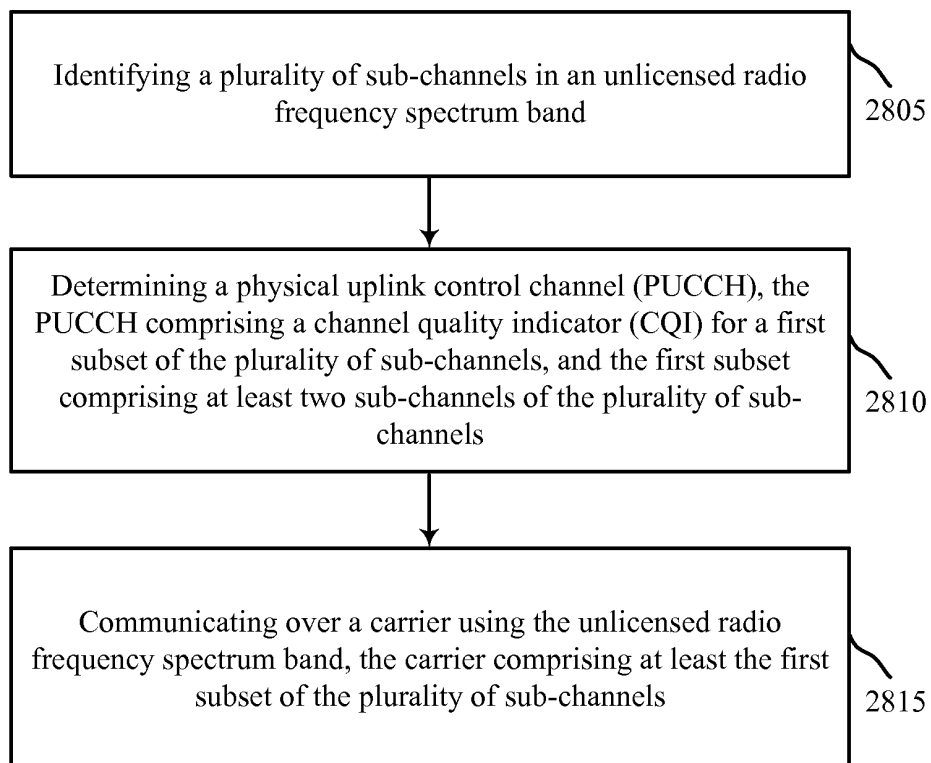 Identifying a plurality of sub-channels in an unlicensed radio
frequency spectrum band
2805
Determining a physical uplink control channel (PUCCH), the
PUCCH comprising a channel quality indicator (CQI) for a first
subset of the plurality of sub-channels, and the first subset
comprising at least two sub-channels of the plurality of sub-
channels
2810
Communicating over a carrier using the unlicensed radio
frequency spectrum band, the carrier comprising at least the first
subset of the plurality of sub-channels
2815